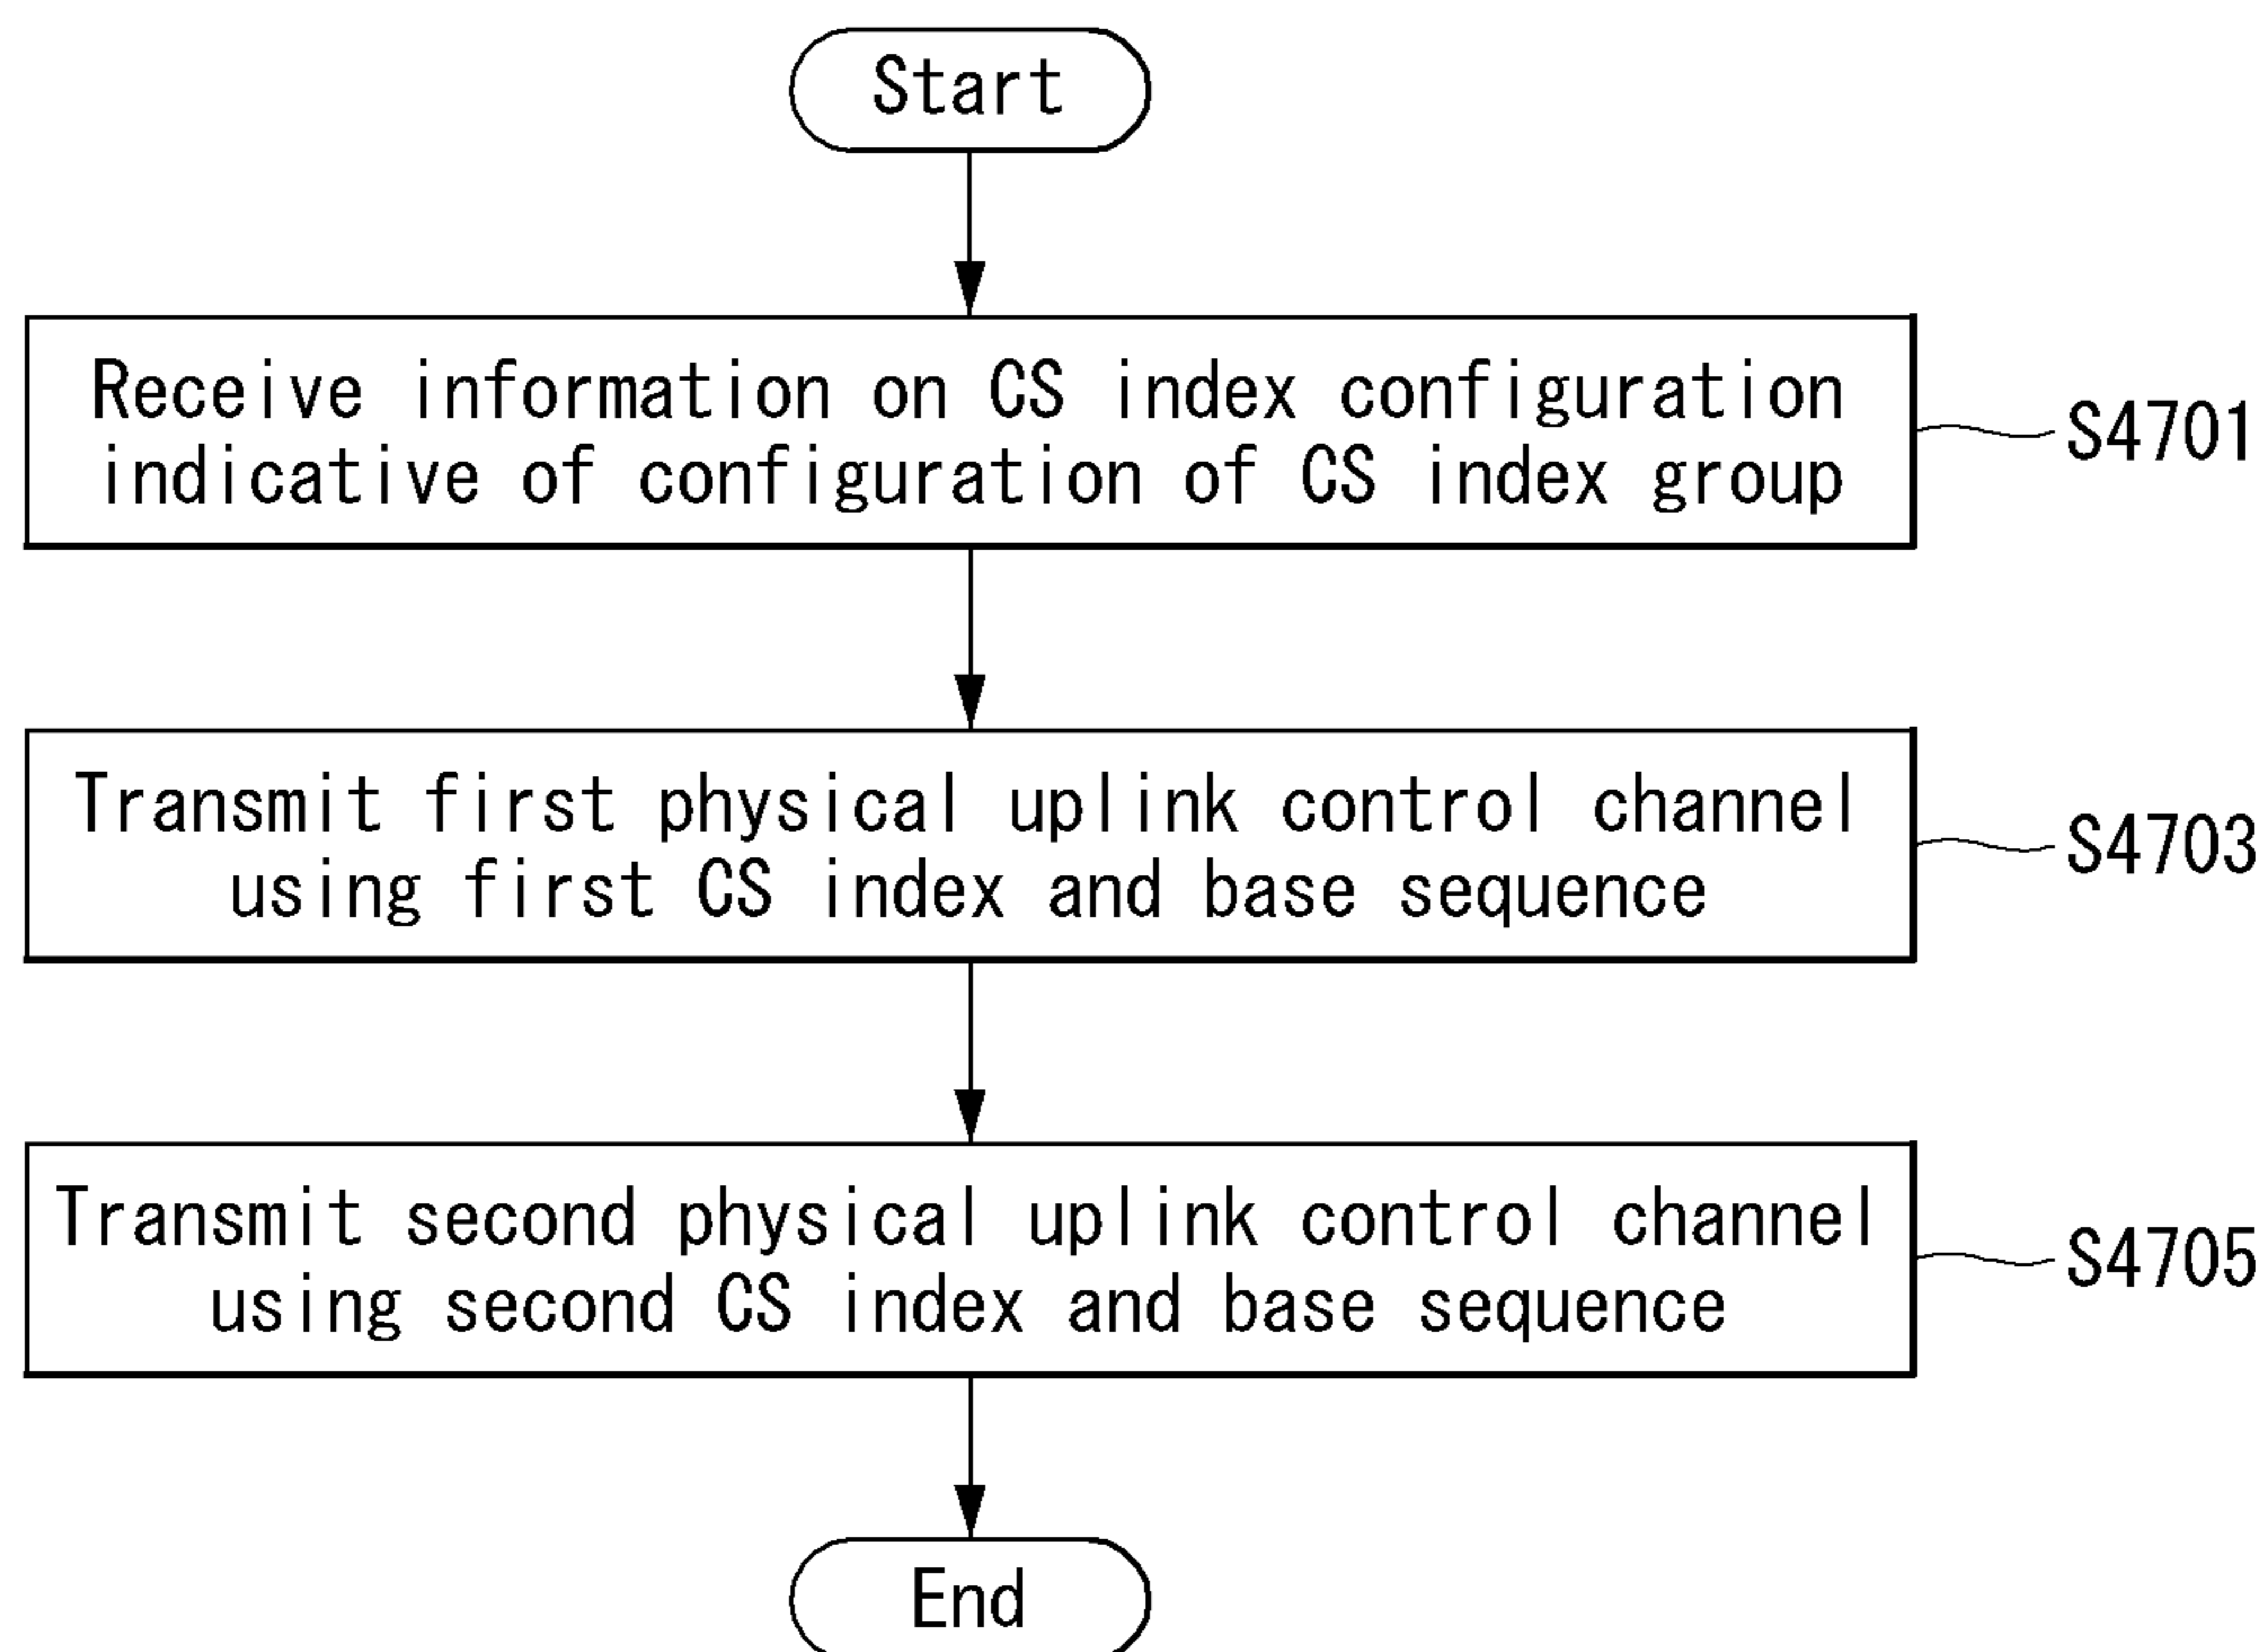 Start
Receive information on CS index configuration
indicative of configuration of CS index group
S4701
Transmit first physical uplink control channel
using first CS index and base sequence
S4703
Transmit second physical uplink control channel
using second CS index and base sequence
S4705
End